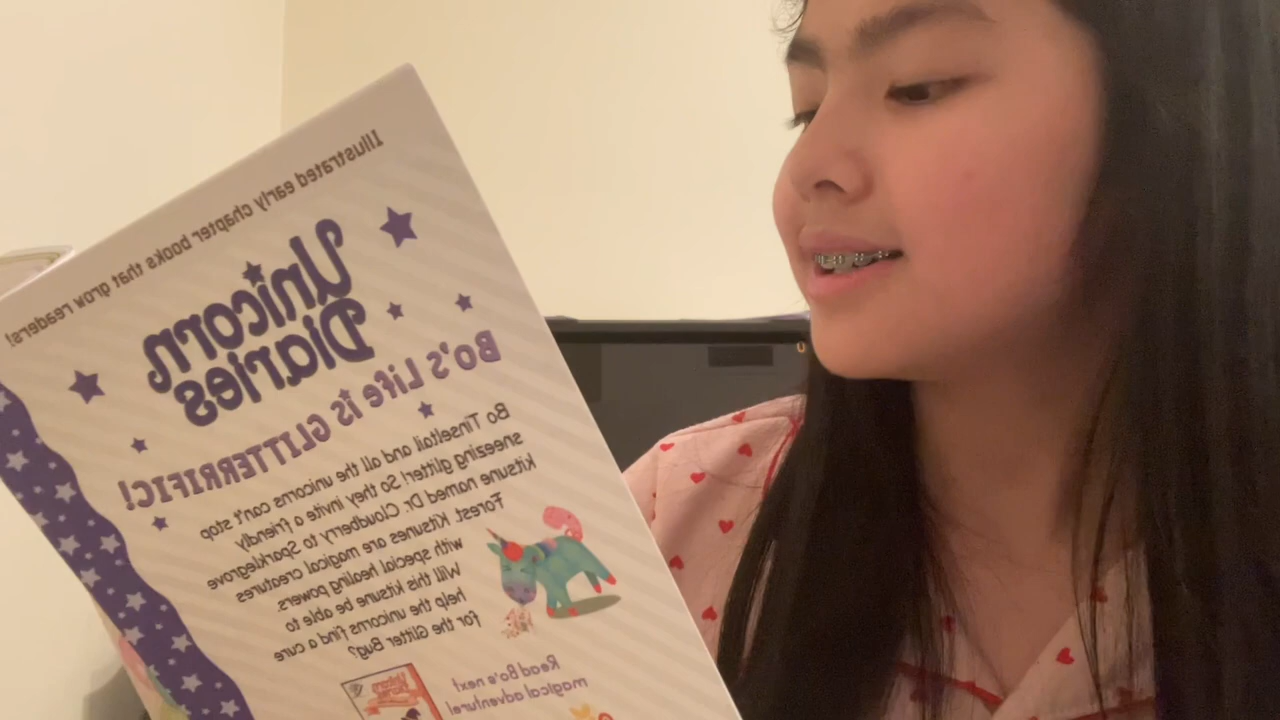 Illustrated early chapter books that grow readers!
Unicorn
Diaries
Bo's Life is GLITTERRIFIC!
Bo Tinseltail and all the unicorns can't stop
sneezing glitter! So they invite a friendly
kitsune named Dr. Cloudberry to Sparklegrove
Forest. Kitsunes are magical creatures
with special healing powers.
Will this kitsune be able to
help the unicorns find a cure
for the Glitter Bug?
Read Bo's next
magical adventure!
Unicorn